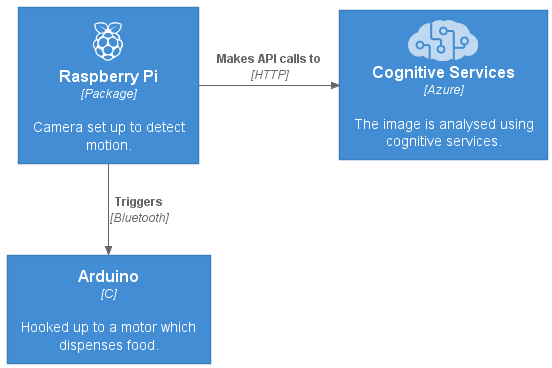 Raspberry Pi
[Package]
Camera set up to detect
motion.
Makes API calls to
[HTTP]
Cognitive Services
[Azure]
The image is analysed using
cognitive services.
Triggers
[Bluetooth]
Arduino
[C]
Hooked up to a motor which
dispenses food.